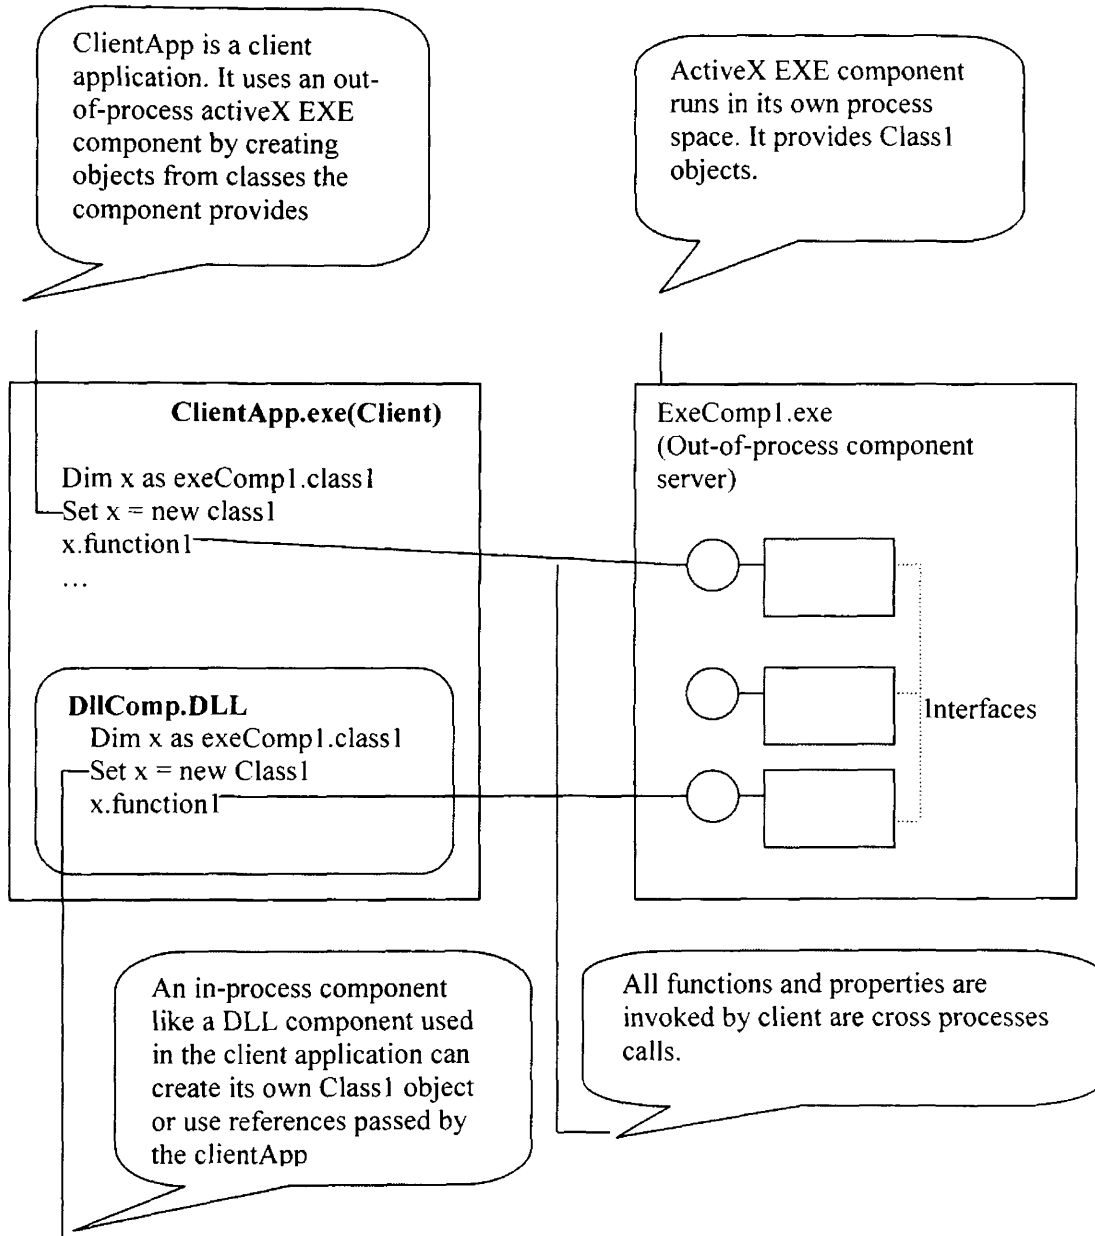 ClientApp is a client
application. It uses an out-
of-process activeX EXE
component by creating
objects from classes the
component provides
ActiveX EXE component
runs in its own process
space. It provides Class1
objects.
ClientApp.exe(Client)
Dim x as exeComp1.class1
Set x = new class1
x.function1
...
DllComp.DLL
Dim x as exeComp1.class1
Set x = new Class1
x.function1
ExeComp1.exe
(Out-of-process component
server)
Interfaces
An in-process component
like a DLL component used
in the client application can
create its own Class1 object
or use references passed by
the clientApp
All functions and properties are
invoked by client are cross processes
calls.